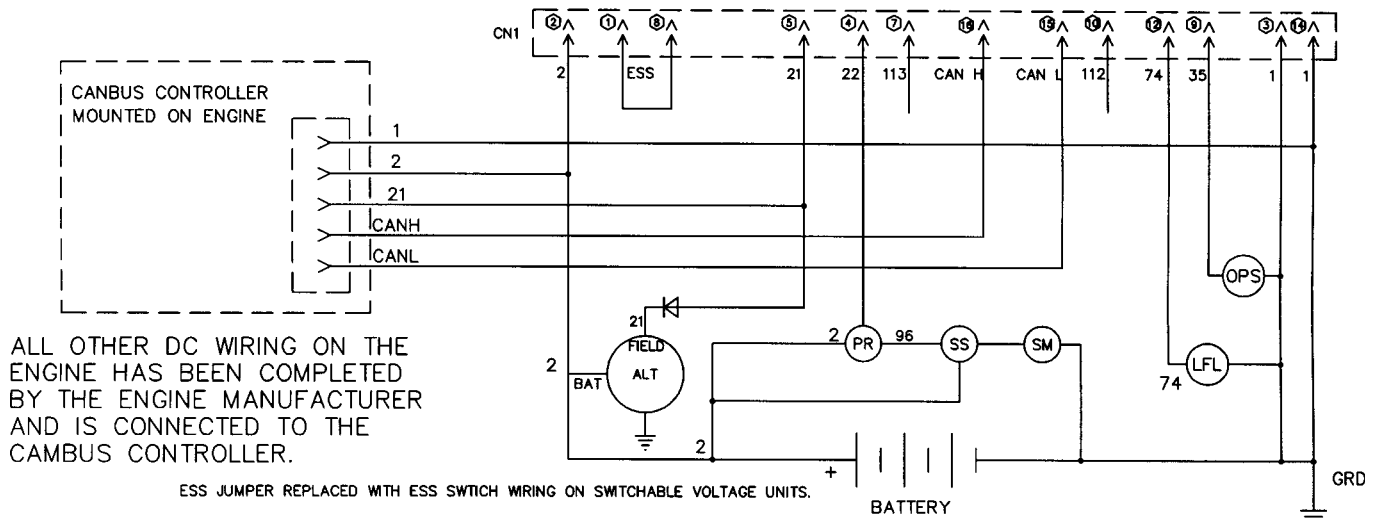 CN1
2 1 8 5 4 7 16 15 10 12 9 3 14
2 ESS 21 22 113 CAN H CAN L 112 74 35 1 1
CANBUS CONTROLLER
MOUNTED ON ENGINE
1
2
21
CANH
CANL
OPS
21
FIELD
ALT
2 BAT
2 PR 96 SS SM
74 LFL
ALL OTHER DC WIRING ON THE
ENGINE HAS BEEN COMPLETED
BY THE ENGINE MANUFACTURER
AND IS CONNECTED TO THE
CAMBUS CONTROLLER.
2
+
BATTERY
GRD
ESS JUMPER REPLACED WITH ESS SWTICH WIRING ON SWITCHABLE VOLTAGE UNITS.